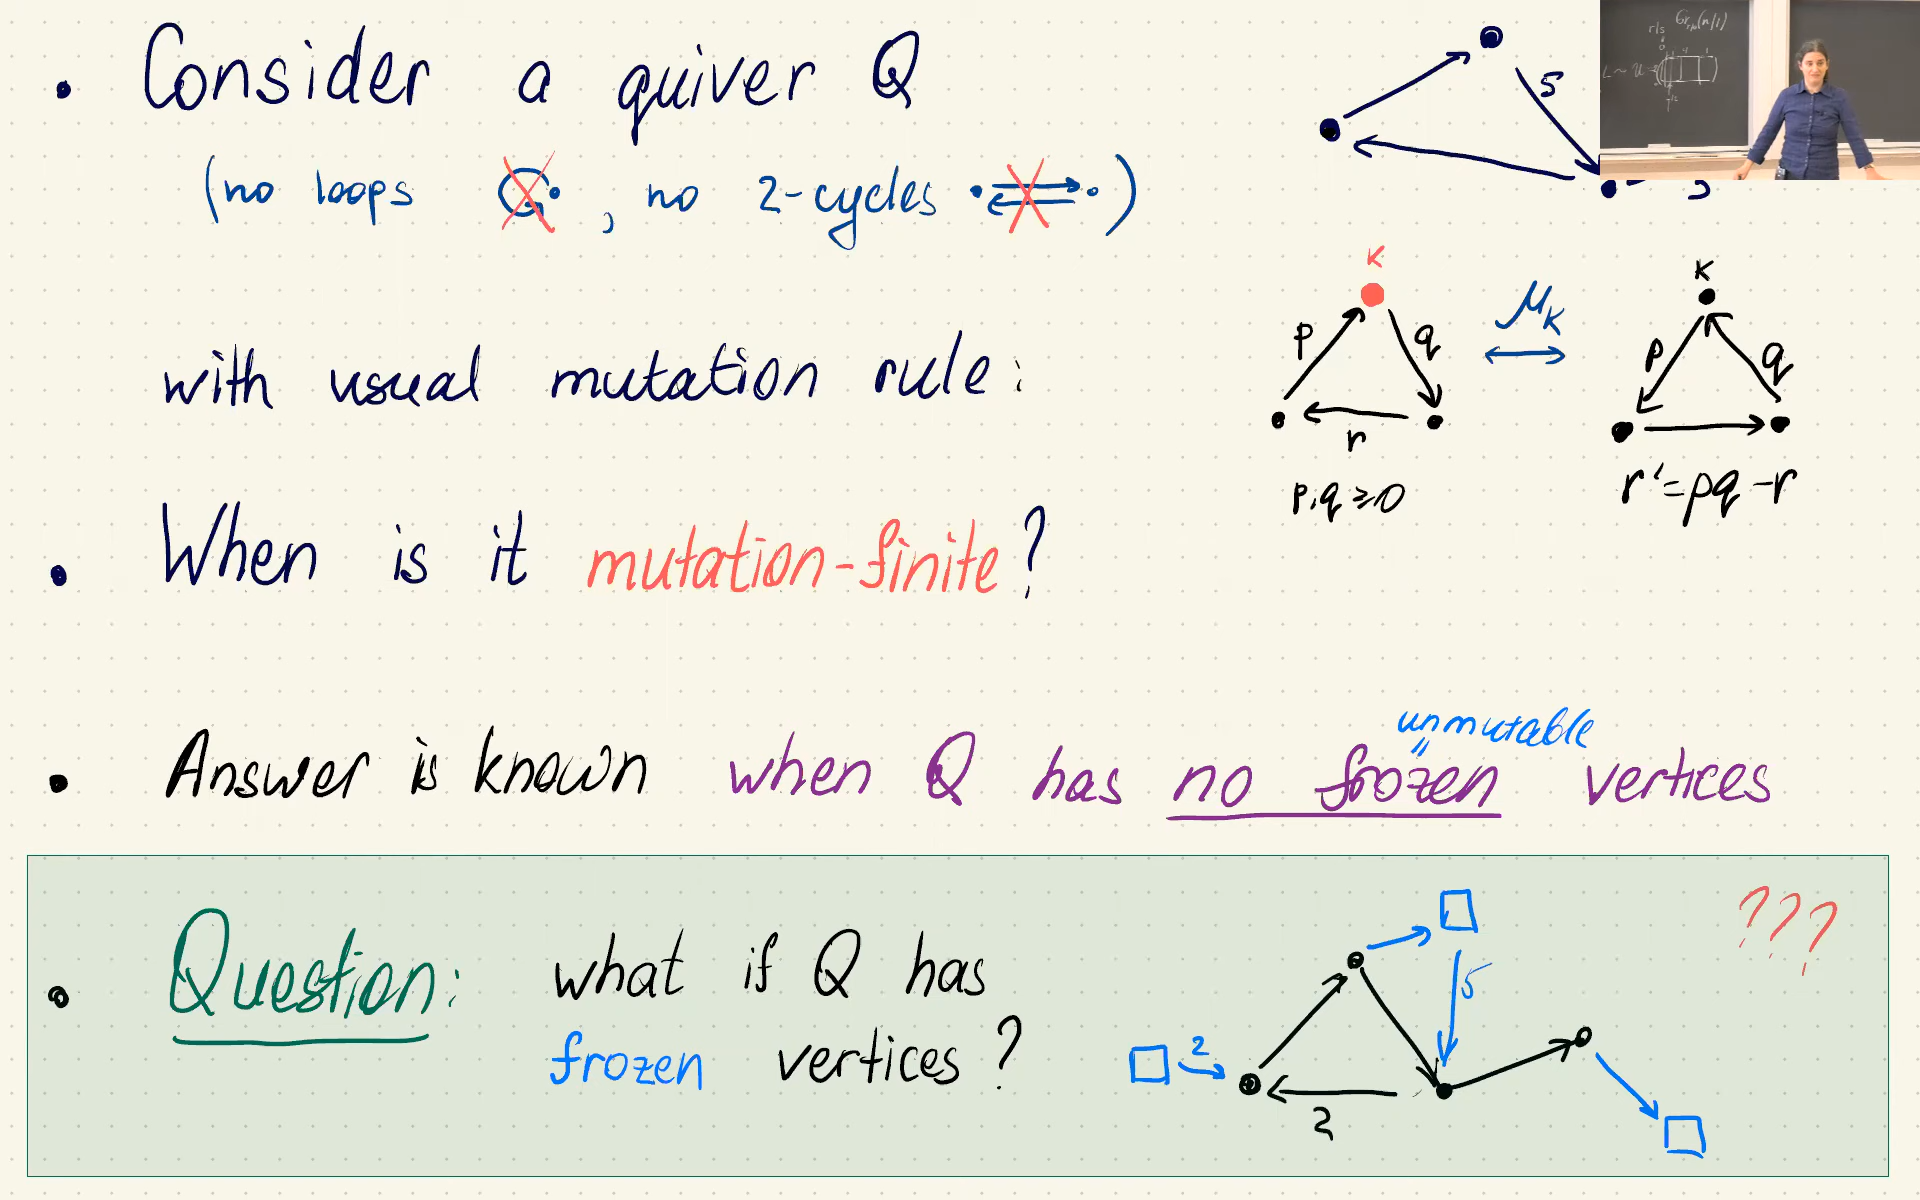 • Consider a quiver Q
5
(no loops , no 2-cycles )
K
K
p q
μ_K
p q
r
p,q ≥ 0
r' = pq - r
with usual mutation rule:
• When is it mutation-finite?
unmutable
• Answer is known when Q has no frozen vertices
Question: what if Q has
frozen vertices?
2
5
2
???